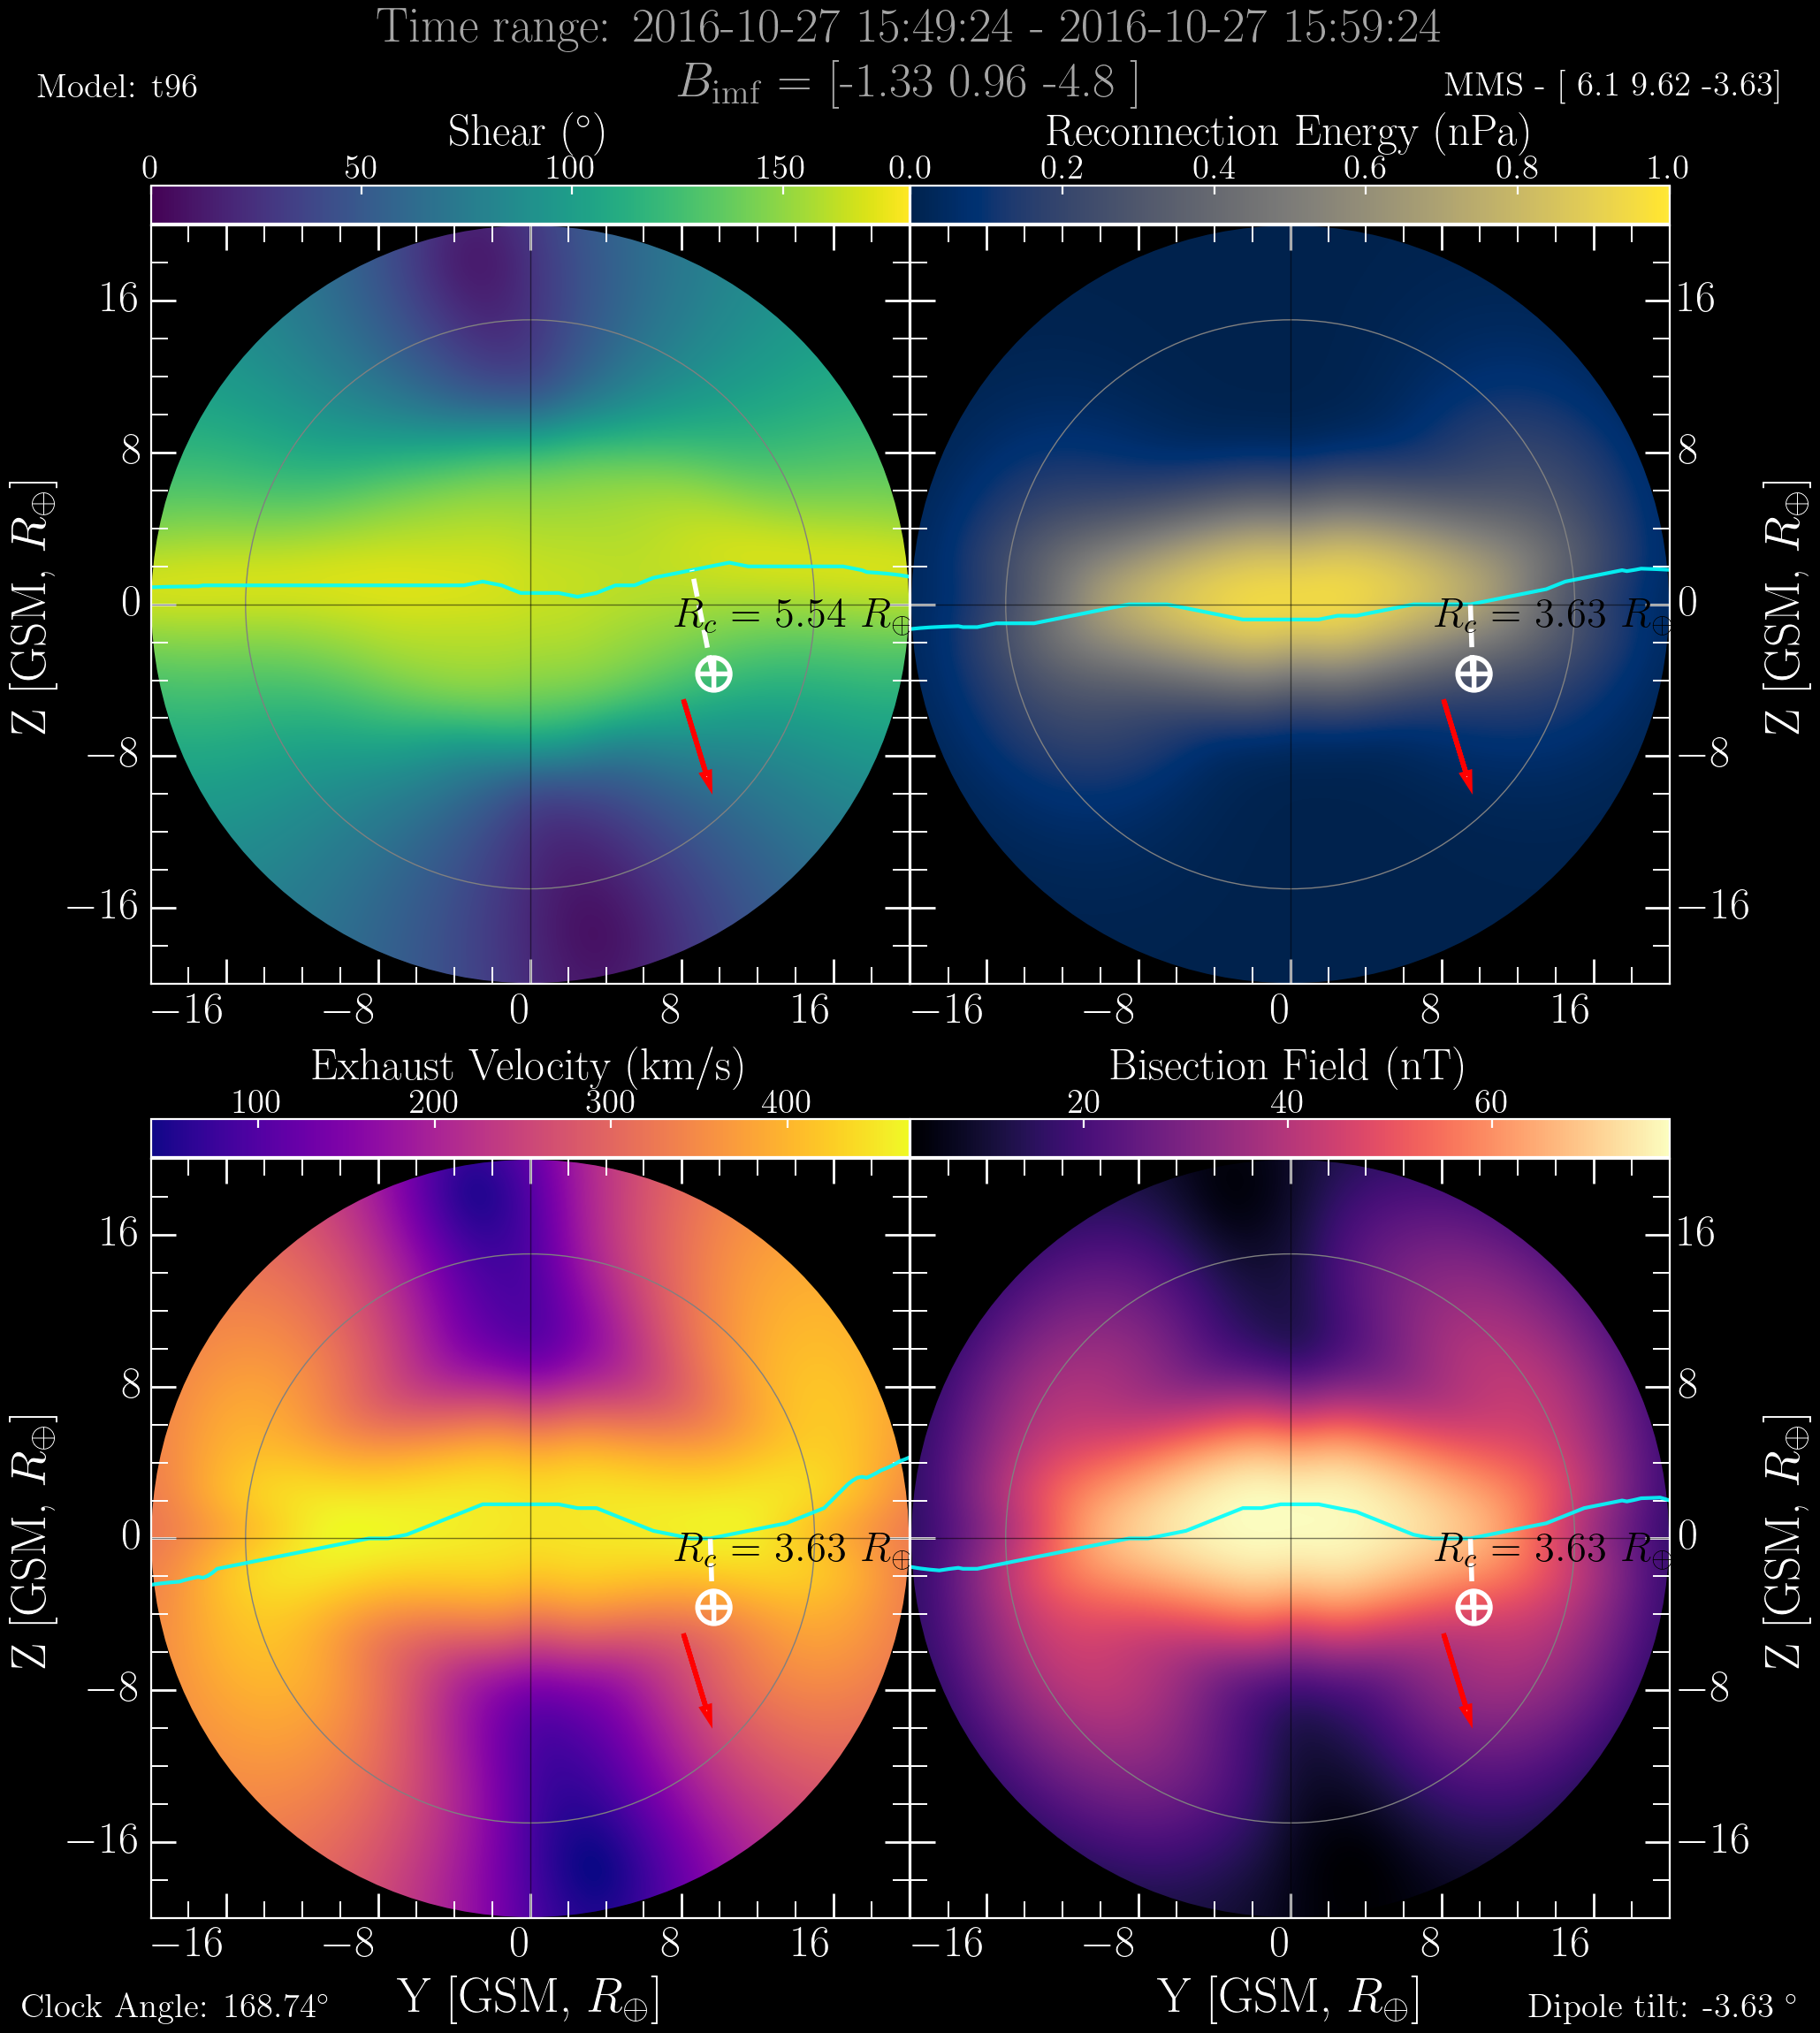 Time range: 2016-10-27 15:49:24 - 2016-10-27 15:59:24
Model: t96
B_imf = [-1.33 0.96 -4.8 ]
MMS - [ 6.1 9.62 -3.63]
Shear (°)
Reconnection Energy (nPa)
0 50 100 150 0.0 0.2 0.4 0.6 0.8 1.0
16 16
8 8
Z [GSM, R⊕]
0 0
Z [GSM, R⊕]
R_c = 5.54 R⊕
R_c = 3.63 R⊕
−8 −8
−16 −16
−16 −8 0 8 16 −16 −8 0 8 16
Exhaust Velocity (km/s)
Bisection Field (nT)
100 200 300 400 20 40 60
16 16
8 8
Z [GSM, R⊕]
0 0
Z [GSM, R⊕]
R_c = 3.63 R⊕
R_c = 3.63 R⊕
−8 −8
−16 −16
−16 −8 0 8 16 −16 −8 0 8 16
Y [GSM, R⊕]
Y [GSM, R⊕]
Clock Angle: 168.74°
Dipole tilt: -3.63 °